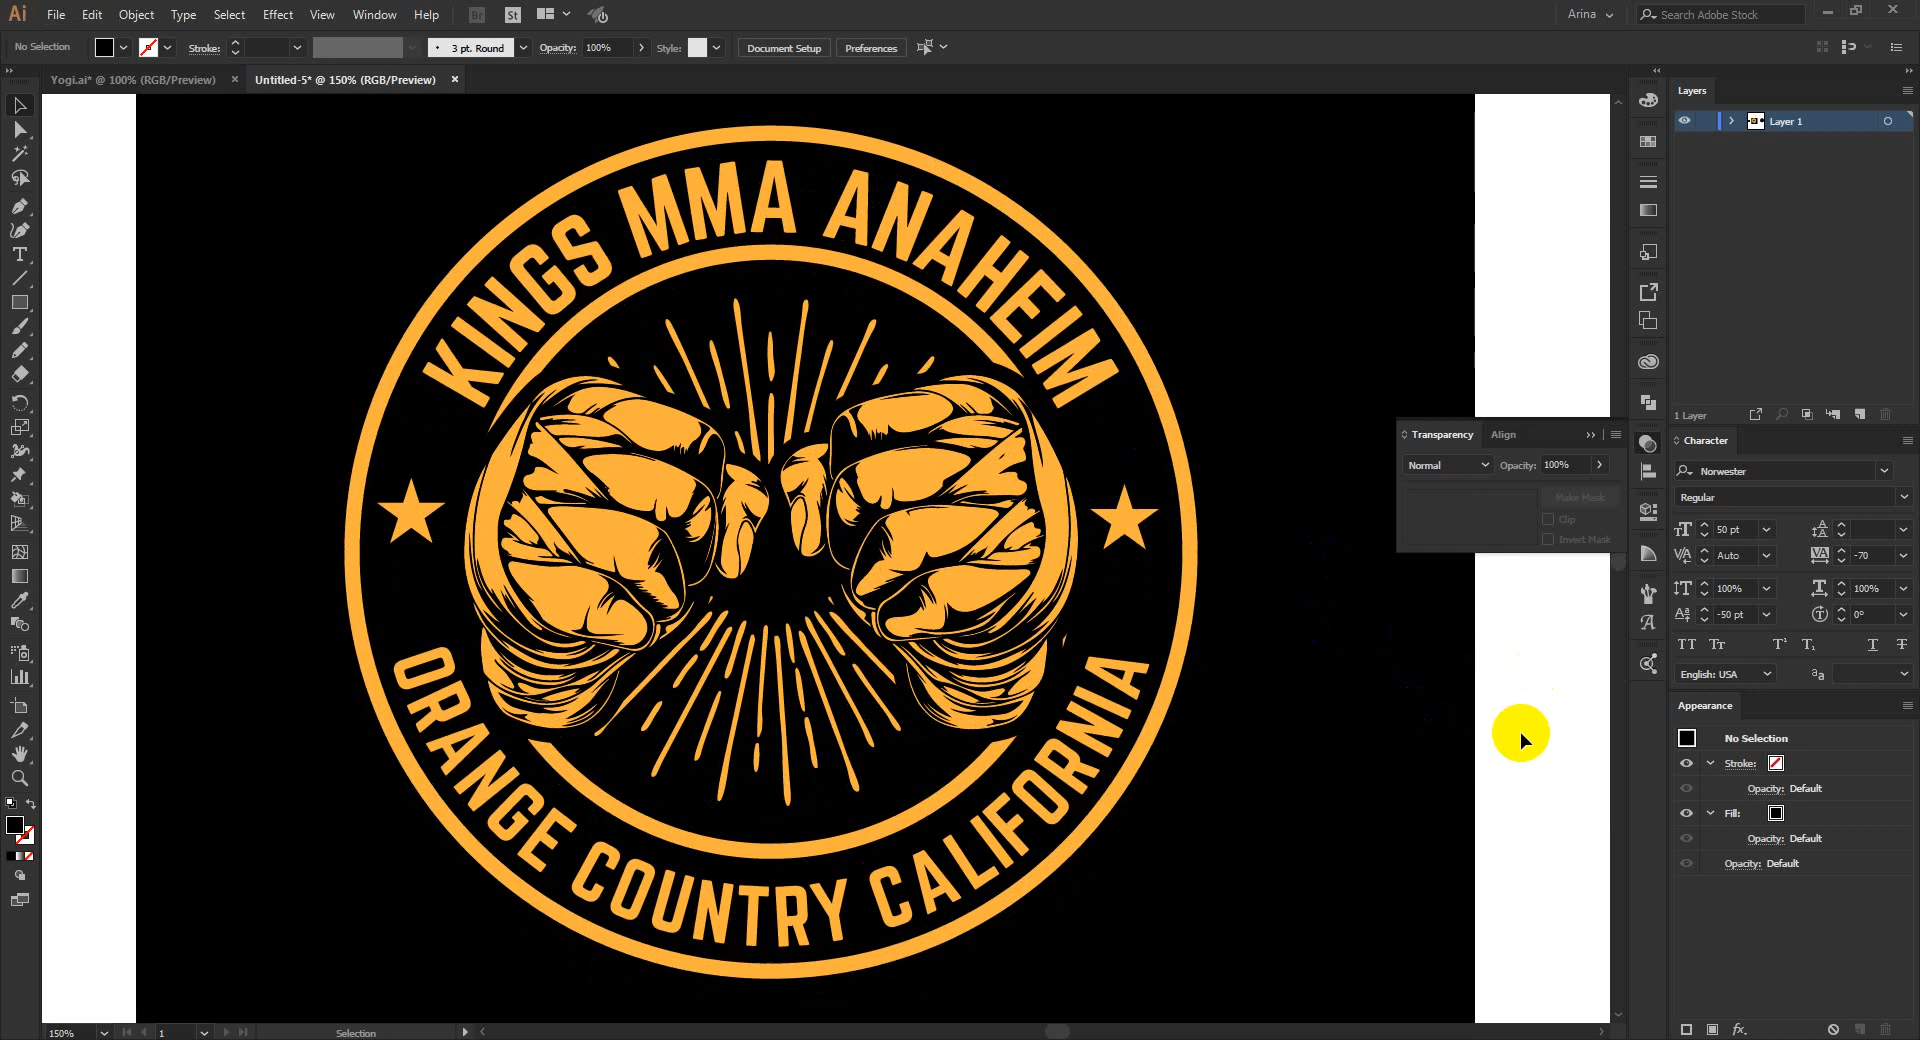 Ai File Edit Object Type Select Effect View Window Help Br St Arina Search Adobe Stock
No Selection Stroke: 3 pt. Round Opacity: 100% Style: Document Setup Preferences
Yogi.ai* @ 100% (RGB/Preview) × Untitled-5* @ 150% (RGB/Preview) ×
KINGS MMA ANAHEIM
ORANGE COUNTRY CALIFORNIA
Transparency Align
Normal Opacity: 100%
Make Mask
Clip
Invert Mask
Layers
Layer 1
1 Layer
Character
Norwester
Regular
50 pt
Auto -70
100% 100%
-50 pt 0°
English: USA
Appearance
No Selection
Stroke:
Opacity: Default
Fill:
Opacity: Default
Opacity: Default
fx.
150% 1 Selection